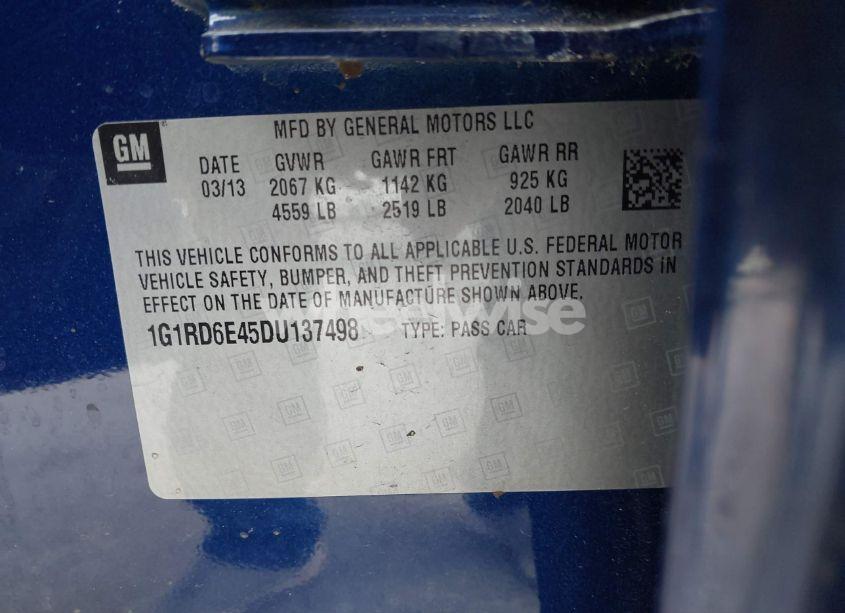 GM
MFD BY GENERAL MOTORS LLC
DATE GVWR GAWR FRT GAWR RR
03/13 2067 KG 1142 KG 925 KG
4559 LB 2519 LB 2040 LB
THIS VEHICLE CONFORMS TO ALL APPLICABLE U.S. FEDERAL MOTOR
VEHICLE SAFETY, BUMPER, AND THEFT PREVENTION STANDARDS IN
EFFECT ON THE DATE OF MANUFACTURE SHOWN ABOVE.
1G1RD6E45DU137498 TYPE: PASS CAR